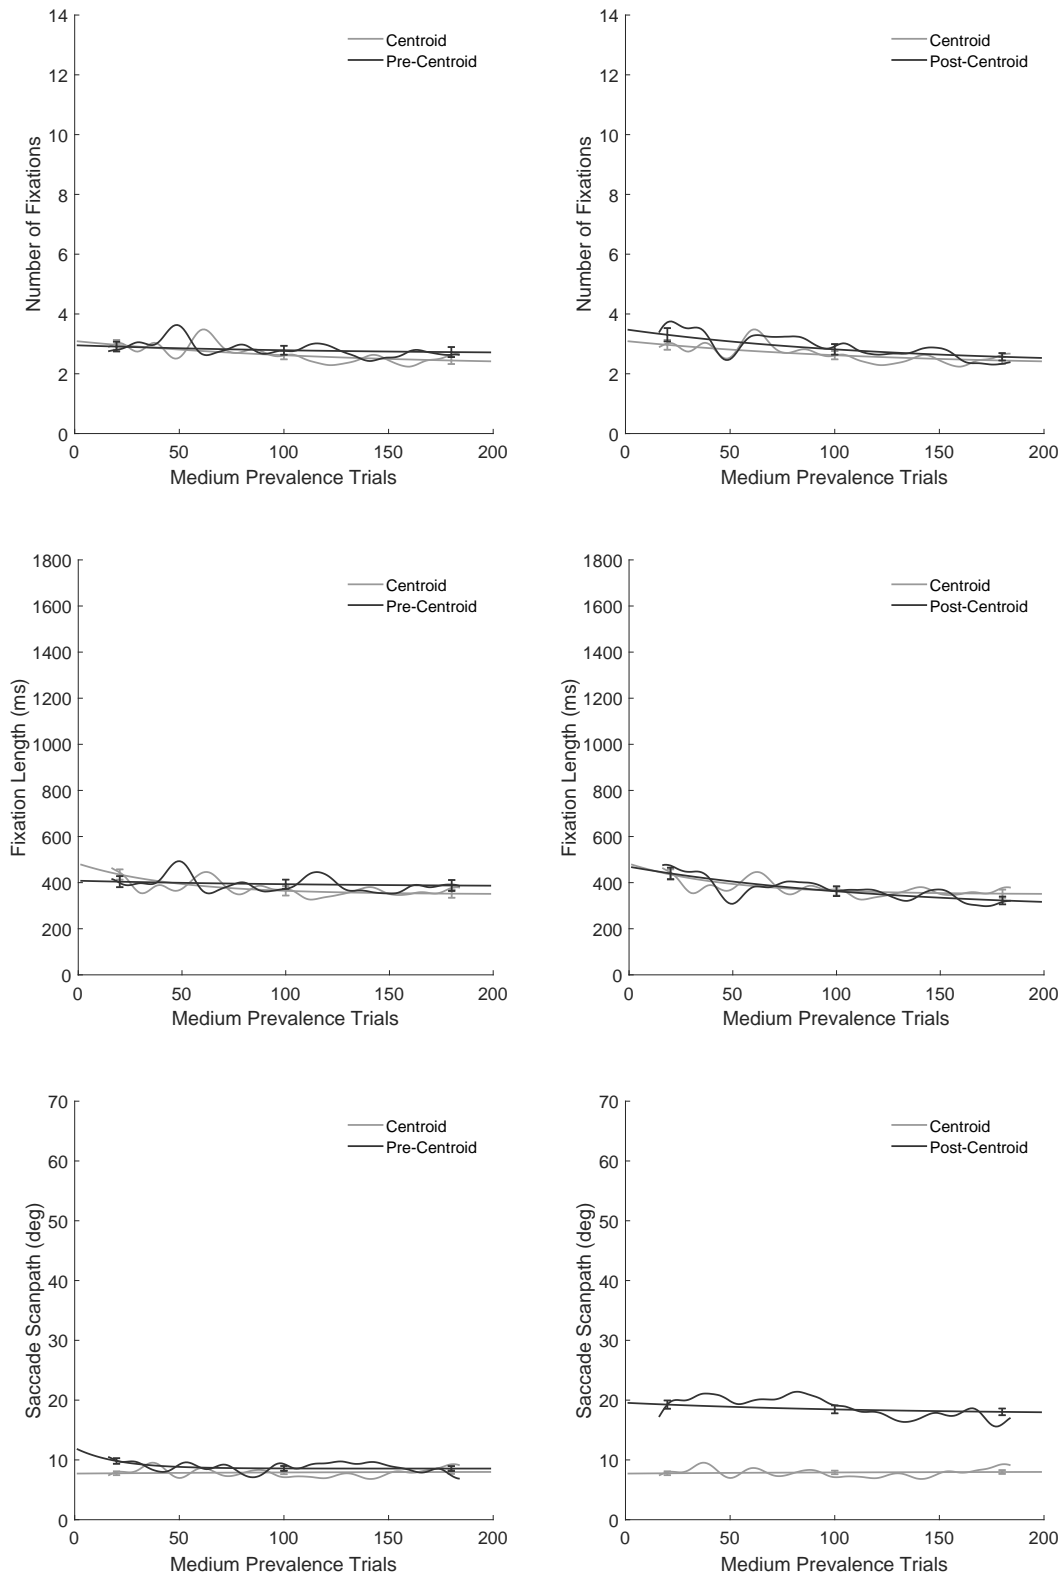 14
12
10
8
6
4
2
0
0 50 100 150 200
Number of Fixations
Medium Prevalence Trials
Centroid
Pre-Centroid
14
12
10
8
6
4
2
0
0 50 100 150 200
Number of Fixations
Medium Prevalence Trials
Centroid
Post-Centroid
1800
1600
1400
1200
1000
800
600
400
200
0
0 50 100 150 200
Fixation Length (ms)
Medium Prevalence Trials
Centroid
Pre-Centroid
1800
1600
1400
1200
1000
800
600
400
200
0
0 50 100 150 200
Fixation Length (ms)
Medium Prevalence Trials
Centroid
Post-Centroid
70
60
50
40
30
20
10
0
0 50 100 150 200
Saccade Scanpath (deg)
Medium Prevalence Trials
Centroid
Pre-Centroid
70
60
50
40
30
20
10
0
0 50 100 150 200
Saccade Scanpath (deg)
Medium Prevalence Trials
Centroid
Post-Centroid